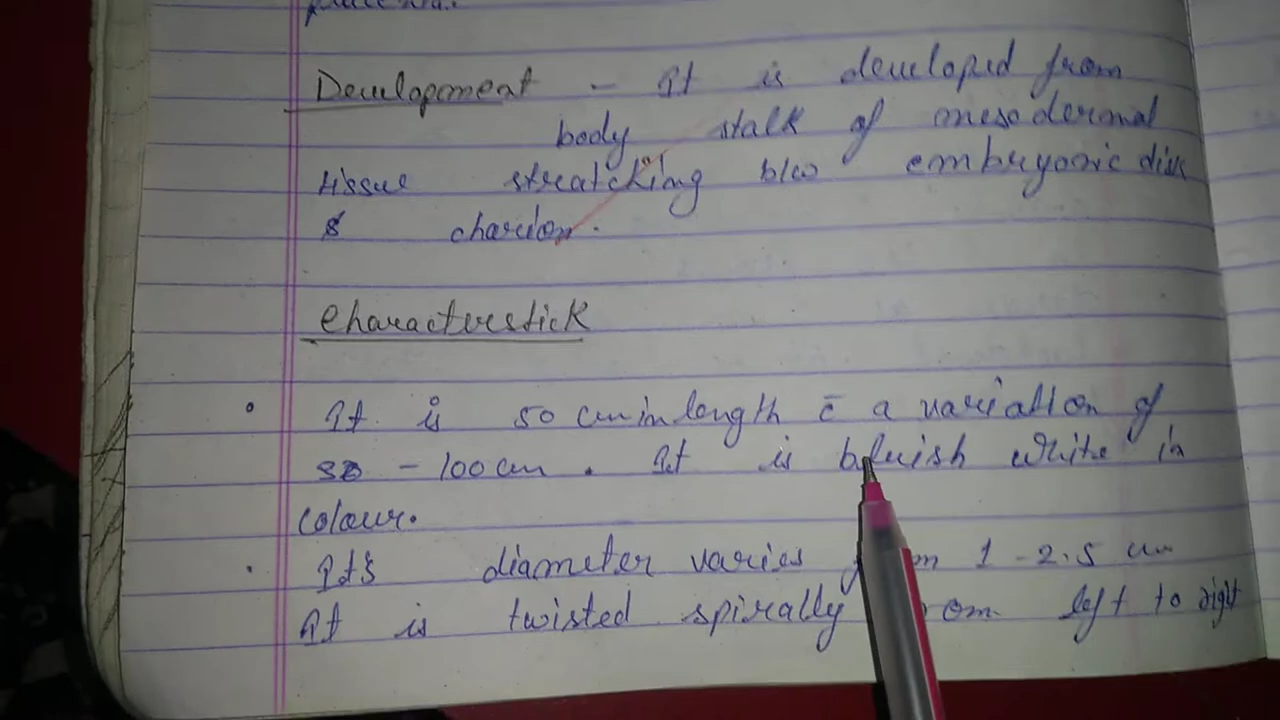 Development - It is developed from
body stalk of mesodermal
tissue streatching b/w embryonic disk
& chorion.
Characterstick
It is 50 cm in length c̄ a variation of
30 - 100 cm. It is bluish white in
colour.
It's diameter varies from 1 - 2.5 cm
It is twisted spirally from left to right